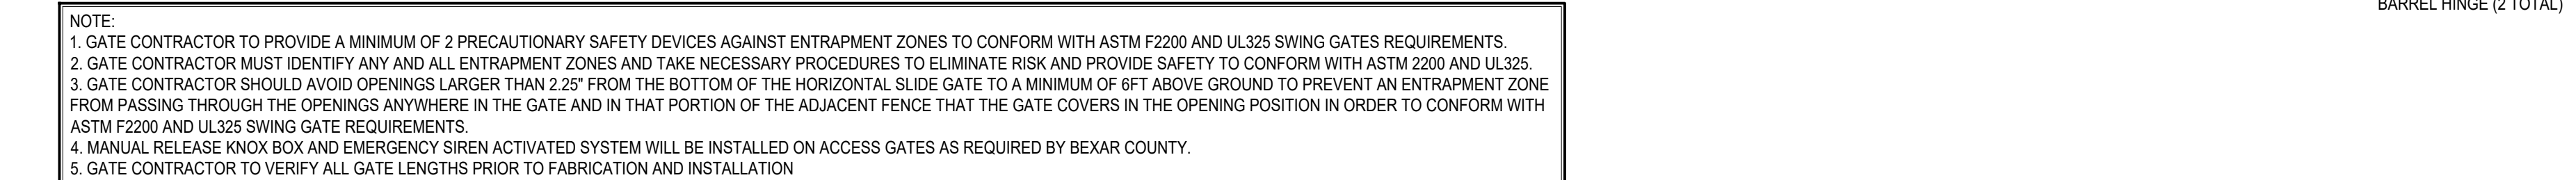 BARREL HINGE (2 TOTAL)
NOTE:
1. GATE CONTRACTOR TO PROVIDE A MINIMUM OF 2 PRECAUTIONARY SAFETY DEVICES AGAINST ENTRAPMENT ZONES TO CONFORM WITH ASTM F2200 AND UL325 SWING GATES REQUIREMENTS.
2. GATE CONTRACTOR MUST IDENTIFY ANY AND ALL ENTRAPMENT ZONES AND TAKE NECESSARY PROCEDURES TO ELIMINATE RISK AND PROVIDE SAFETY TO CONFORM WITH ASTM 2200 AND UL325.
3. GATE CONTRACTOR SHOULD AVOID OPENINGS LARGER THAN 2.25" FROM THE BOTTOM OF THE HORIZONTAL SLIDE GATE TO A MINIMUM OF 6FT ABOVE GROUND TO PREVENT AN ENTRAPMENT ZONE
FROM PASSING THROUGH THE OPENINGS ANYWHERE IN THE GATE AND IN THAT PORTION OF THE ADJACENT FENCE THAT THE GATE COVERS IN THE OPENING POSITION IN ORDER TO CONFORM WITH
ASTM F2200 AND UL325 SWING GATE REQUIREMENTS.
4. MANUAL RELEASE KNOX BOX AND EMERGENCY SIREN ACTIVATED SYSTEM WILL BE INSTALLED ON ACCESS GATES AS REQUIRED BY BEXAR COUNTY.
5. GATE CONTRACTOR TO VERIFY ALL GATE LENGTHS PRIOR TO FABRICATION AND INSTALLATION